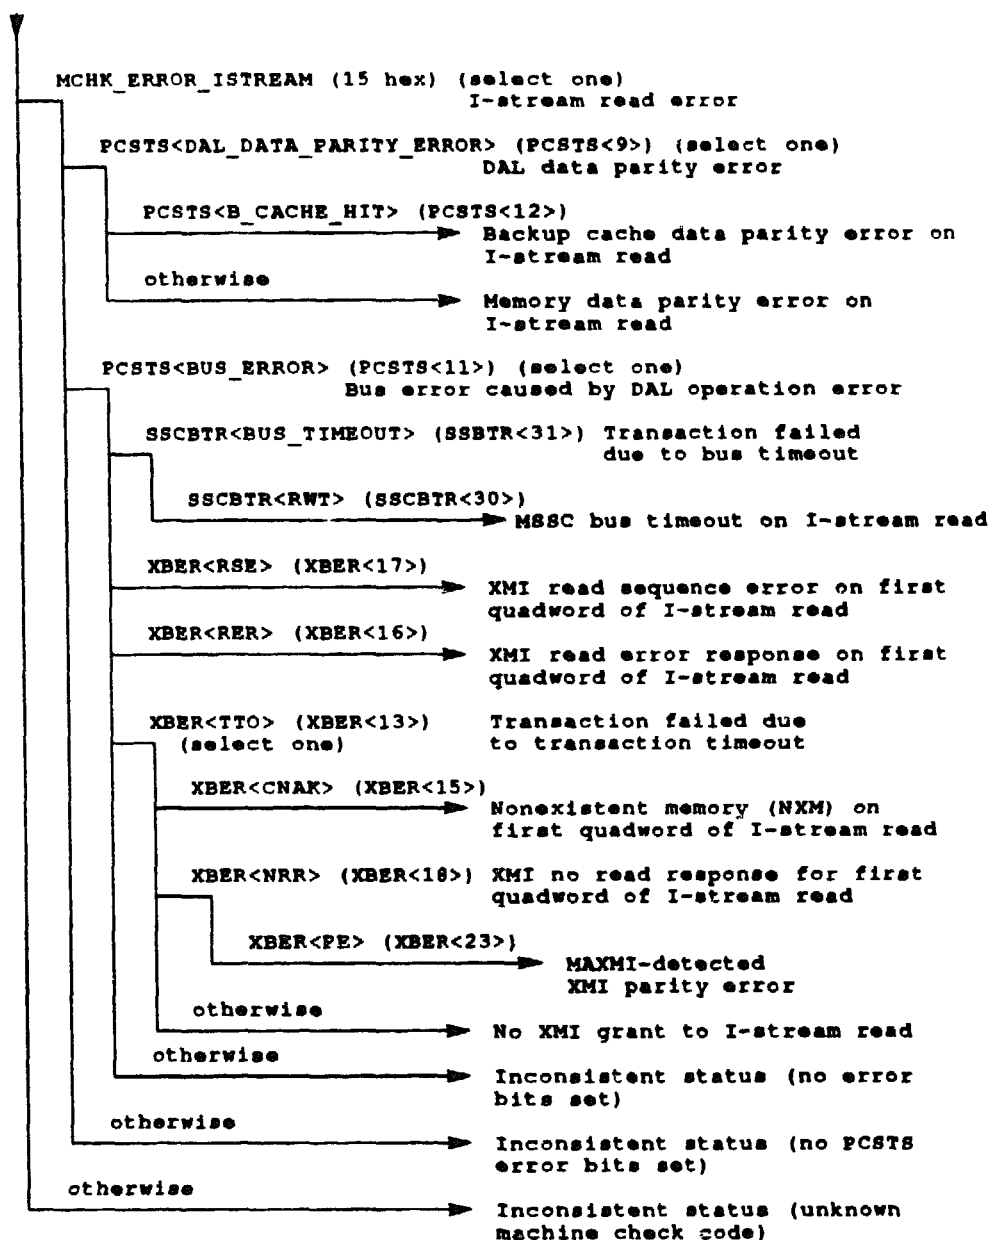 MCHK_ERROR_ISTREAM (15 hex) (select one)
I-stream read error
PCSTS<DAL_DATA_PARITY_ERROR> (PCSTS<9>) (select one)
DAL data parity error
PCSTS<B_CACHE_HIT> (PCSTS<12>)
Backup cache data parity error on
I-stream read
otherwise
Memory data parity error on
I-stream read
PCSTS<BUS_ERROR> (PCSTS<11>) (select one)
Bus error caused by DAL operation error
SSCBTR<BUS_TIMEOUT> (SSBTR<31>) Transaction failed
due to bus timeout
SSCBTR<RWT> (SSCBTR<30>)
MSSC bus timeout on I-stream read
XBER<RSE> (XBER<17>)
XMI read sequence error on first
quadword of I-stream read
XBER<RER> (XBER<16>)
XMI read error response on first
quadword of I-stream read
XBER<TTO> (XBER<13>) Transaction failed due
(select one) to transaction timeout
XBER<CNAK> (XBER<15>)
Nonexistent memory (NXM) on
first quadword of I-stream read
XBER<NRR> (XBER<18>) XMI no read response for first
quadword of I-stream read
XBER<PE> (XBER<23>)
MAXMI-detected
XMI parity error
otherwise
No XMI grant to I-stream read
otherwise
Inconsistent status (no error
bits set)
otherwise
Inconsistent status (no PCSTS
error bits set)
otherwise
Inconsistent status (unknown
machine check code)